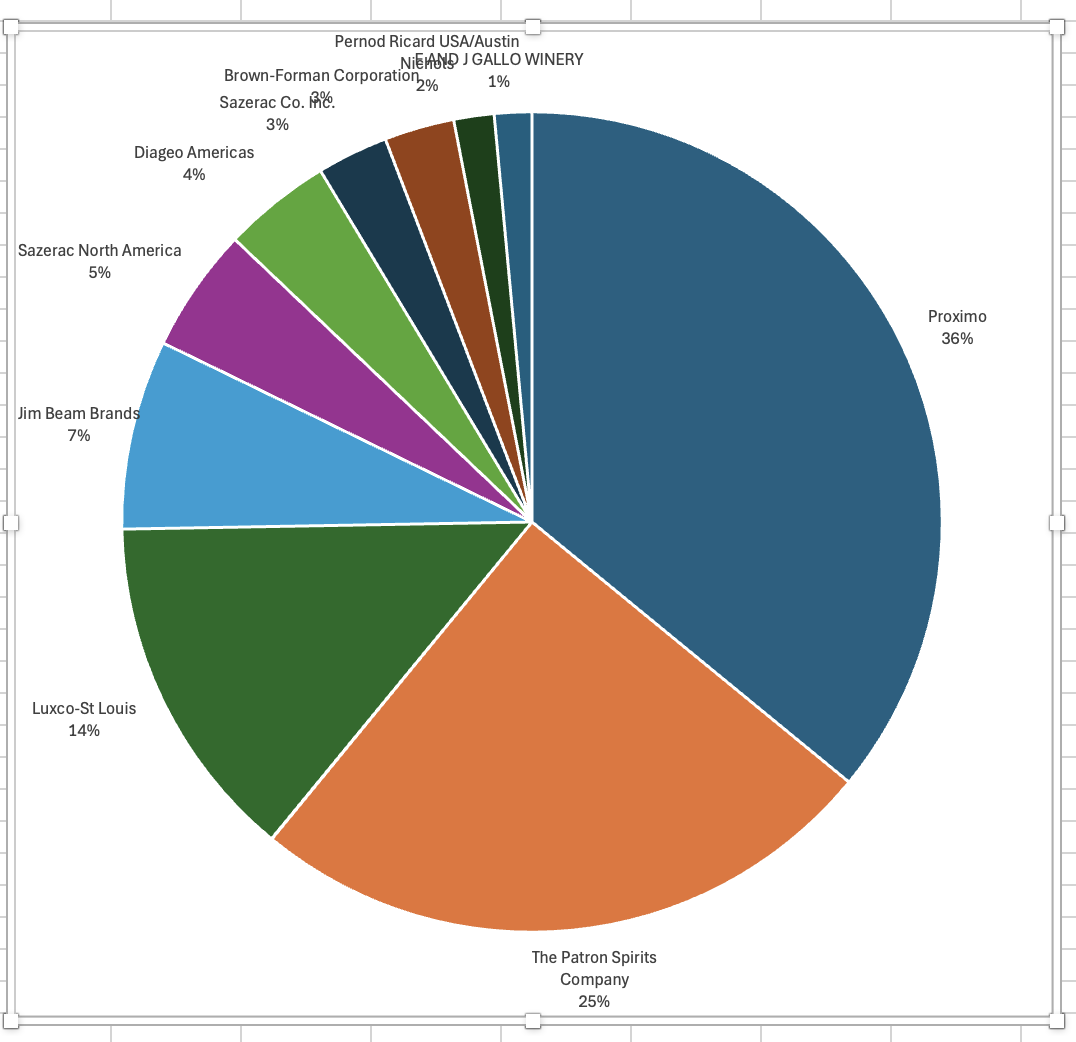 Pernod Ricard USA/Austin
Nichols
2%
E AND J GALLO WINERY
1%
Brown-Forman Corporation
3%
Sazerac Co. Inc.
3%
Diageo Americas
4%
Sazerac North America
5%
Proximo
36%
Jim Beam Brands
7%
Luxco-St Louis
14%
The Patron Spirits
Company
25%